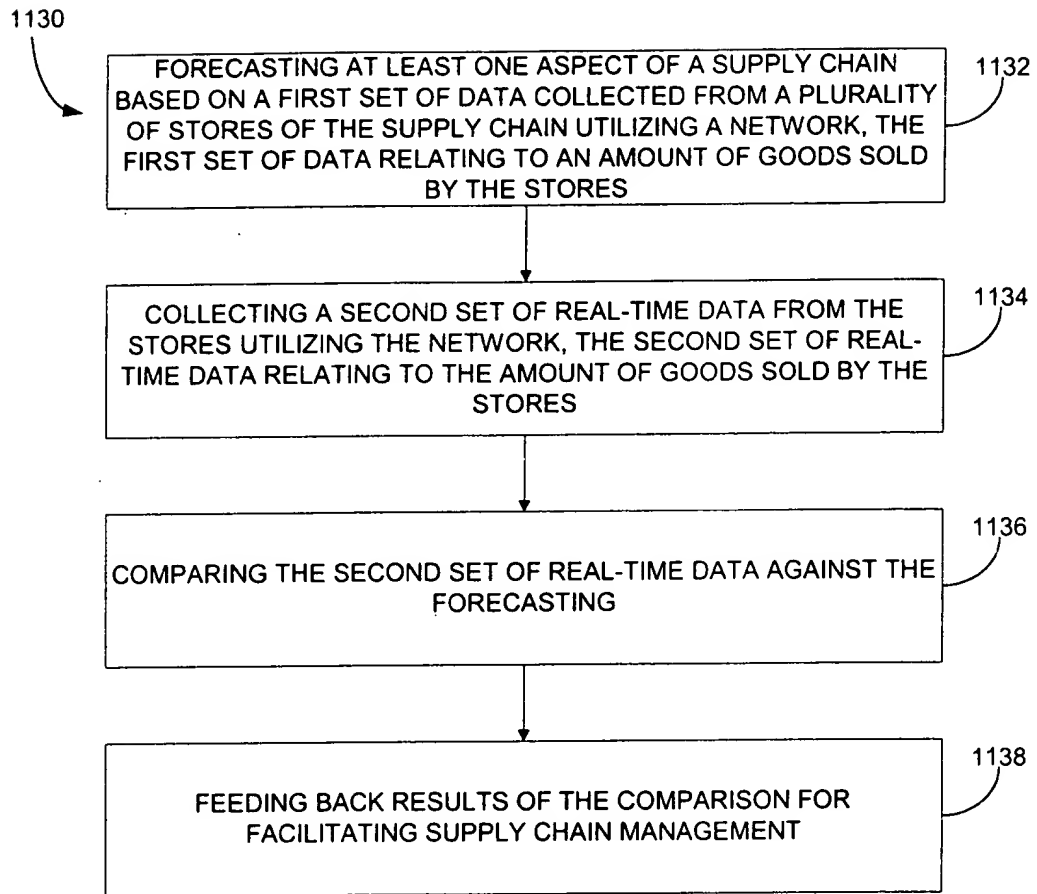 1130
FORECASTING AT LEAST ONE ASPECT OF A SUPPLY CHAIN
BASED ON A FIRST SET OF DATA COLLECTED FROM A PLURALITY
OF STORES OF THE SUPPLY CHAIN UTILIZING A NETWORK, THE
FIRST SET OF DATA RELATING TO AN AMOUNT OF GOODS SOLD
BY THE STORES
1132
COLLECTING A SECOND SET OF REAL-TIME DATA FROM THE
STORES UTILIZING THE NETWORK, THE SECOND SET OF REAL-
TIME DATA RELATING TO THE AMOUNT OF GOODS SOLD BY THE
STORES
1134
COMPARING THE SECOND SET OF REAL-TIME DATA AGAINST THE
FORECASTING
1136
FEEDING BACK RESULTS OF THE COMPARISON FOR
FACILITATING SUPPLY CHAIN MANAGEMENT
1138